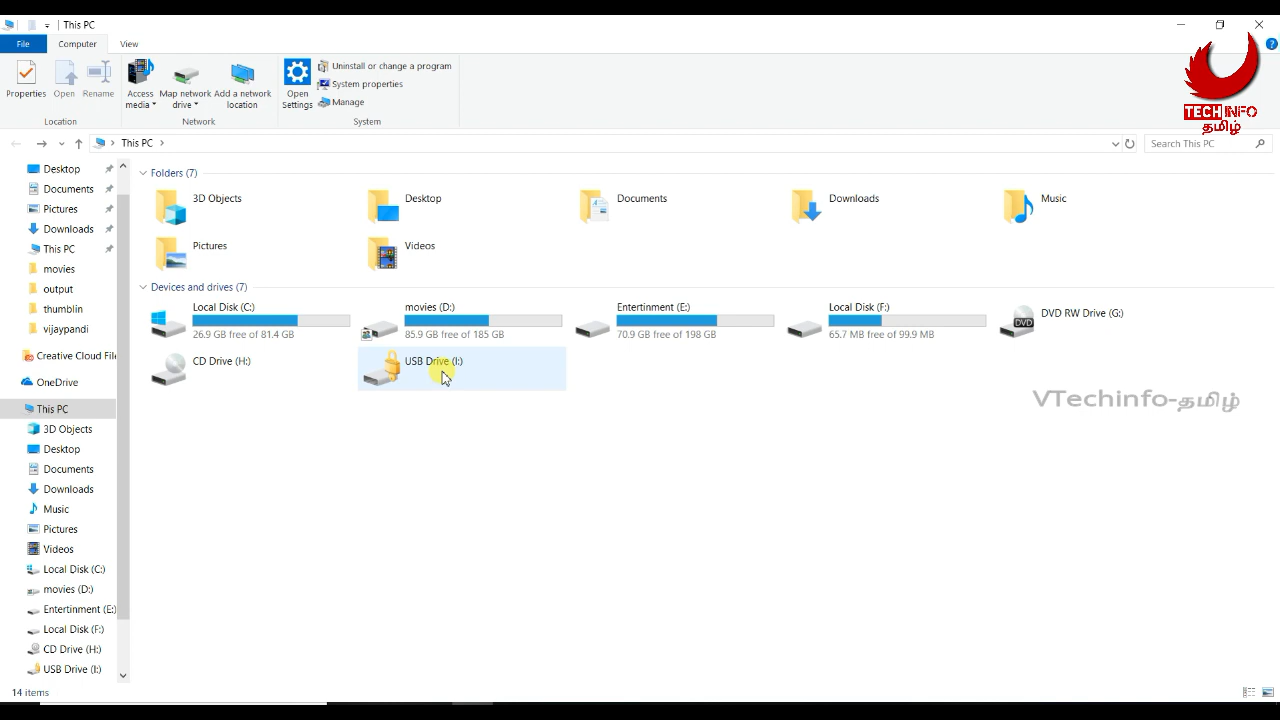 This PC
File
Computer
View
Properties
Open
Rename
Access media
Map network drive
Add a network location
Open Settings
Uninstall or change a program
System properties
Manage
Location
Network
System
TECH INFO
தமிழ்
This PC
Search This PC
Desktop
Documents
Pictures
Downloads
This PC
movies
output
thumblin
vijaypandi
Creative Cloud File
OneDrive
This PC
3D Objects
Desktop
Documents
Downloads
Music
Pictures
Videos
Local Disk (C:)
movies (D:)
Entertinment (E:)
Local Disk (F:)
CD Drive (H:)
USB Drive (I:)
Folders (7)
3D Objects
Desktop
Documents
Downloads
Music
Pictures
Videos
Devices and drives (7)
Local Disk (C:)
26.9 GB free of 81.4 GB
movies (D:)
85.9 GB free of 185 GB
Entertinment (E:)
70.9 GB free of 198 GB
Local Disk (F:)
65.7 MB free of 99.9 MB
DVD
DVD RW Drive (G:)
CD Drive (H:)
USB Drive (I:)
VTechinfo-தமிழ்
14 items